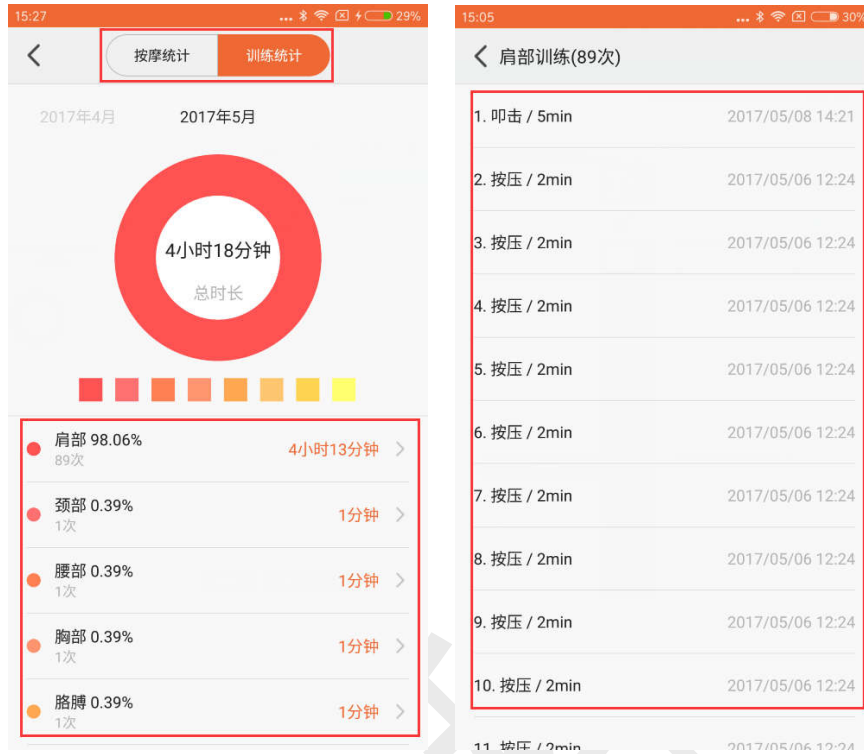 15:27
... 29%
按摩统计 训练统计
2017年4月 2017年5月
4小时18分钟
总时长
肩部 98.06% 4小时13分钟
89次
颈部 0.39% 1分钟
1次
腰部 0.39% 1分钟
1次
胸部 0.39% 1分钟
1次
胳膊 0.39% 1分钟
1次
15:05
... 30%
肩部训练(89次)
1. 叩击 / 5min 2017/05/08 14:21
2. 按压 / 2min 2017/05/06 12:24
3. 按压 / 2min 2017/05/06 12:24
4. 按压 / 2min 2017/05/06 12:24
5. 按压 / 2min 2017/05/06 12:24
6. 按压 / 2min 2017/05/06 12:24
7. 按压 / 2min 2017/05/06 12:24
8. 按压 / 2min 2017/05/06 12:24
9. 按压 / 2min 2017/05/06 12:24
10. 按压 / 2min 2017/05/06 12:24
11. 按压 / 2min 2017/05/06 12:24